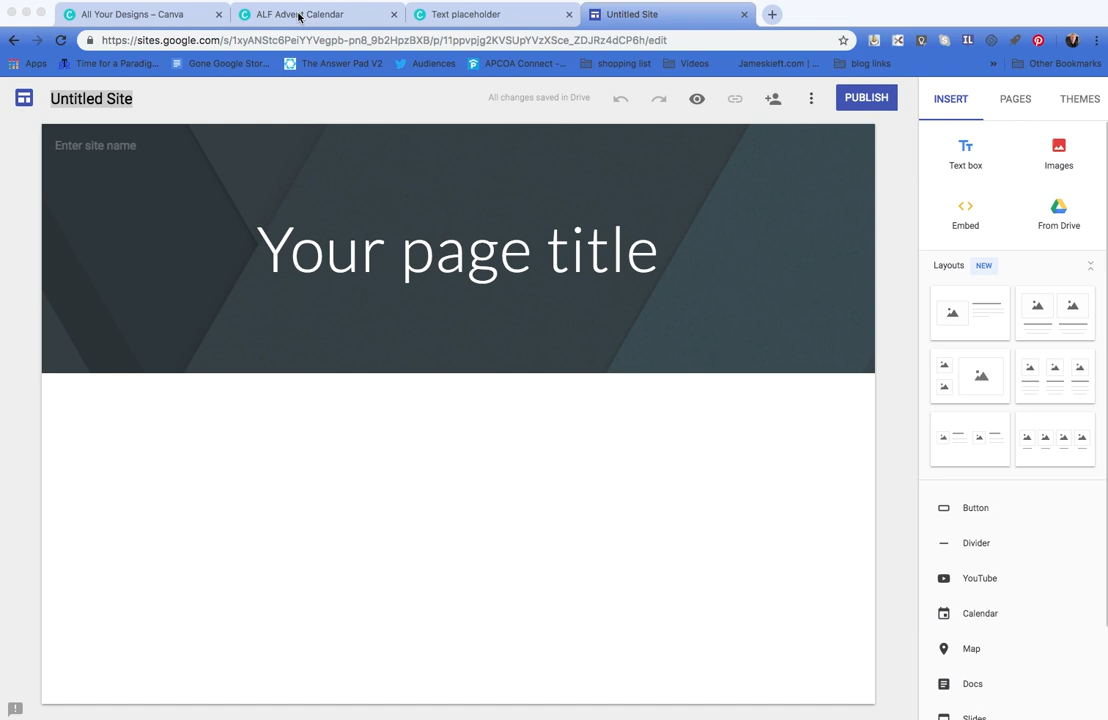 All Your Designs – Canva
ALF Advent Calendar
Text placeholder
Untitled Site
https://sites.google.com/s/1xyANStc6PeiYYVegpb-pn8_9b2HpzBXB/p/11ppvpjg2KVSUpYVzXSce_ZDJRz4dCP6h/edit
Apps
Time for a Paradig...
Gone Google Stor...
The Answer Pad V2
Audiences
APCOA Connect -...
shopping list
Videos
Jameskieft.com | ...
blog links
»
Other Bookmarks
Untitled Site
All changes saved in Drive
PUBLISH
INSERT
PAGES
THEMES
Enter site name
Your page title
Text box
Images
Embed
From Drive
Layouts NEW
Button
Divider
YouTube
Calendar
Map
Docs
Slides